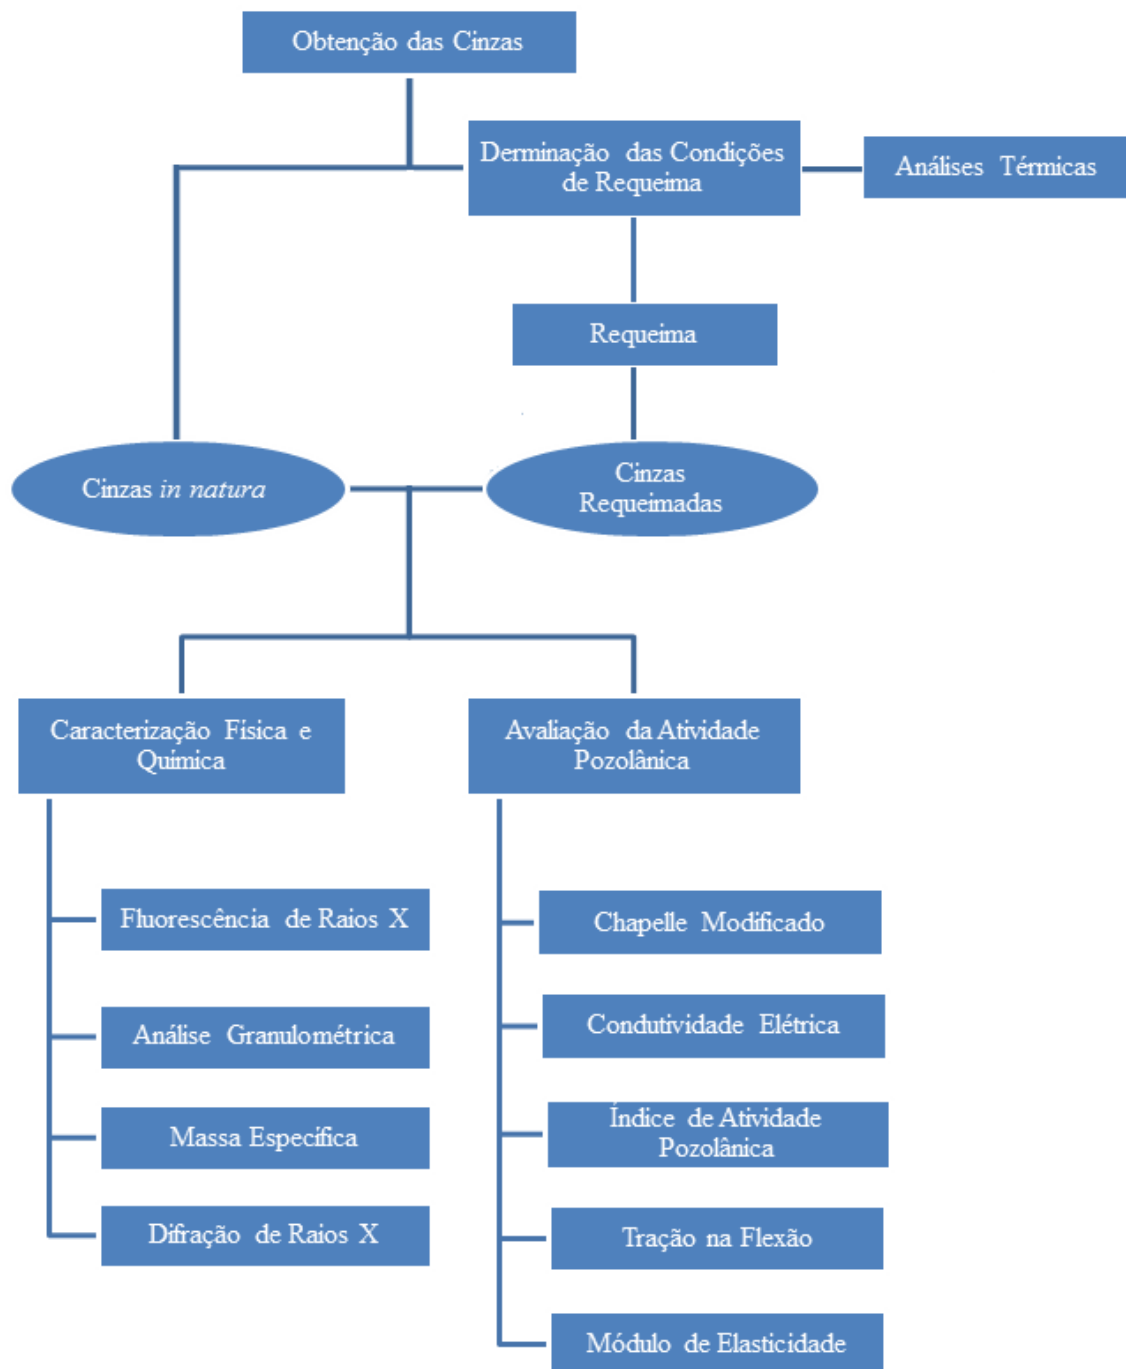 Obtenção das Cinzas
Derminação das Condições
de Requeima
Análises Térmicas
Requeima
Cinzas in natura
Cinzas
Requeimadas
Caracterização Física e
Química
Avaliação da Atividade
Pozolânica
Fluorescência de Raios X
Análise Granulométrica
Massa Específica
Difração de Raios X
Chapelle Modificado
Condutividade Elétrica
Índice de Atividade
Pozolânica
Tração na Flexão
Módulo de Elasticidade